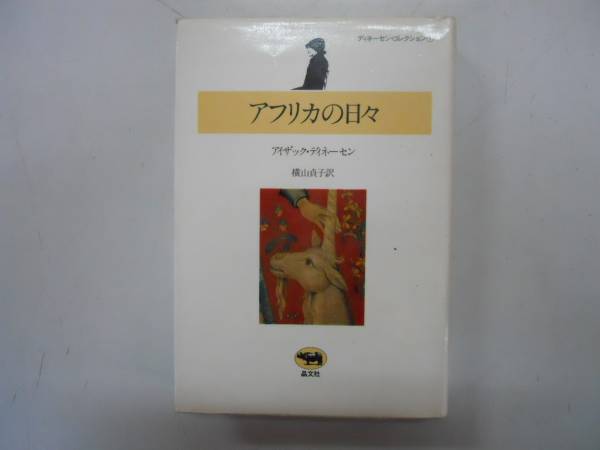 ディネーセン・コレクション1
アフリカの日々
アイザック・ディネーセン
横山貞子訳
晶文社